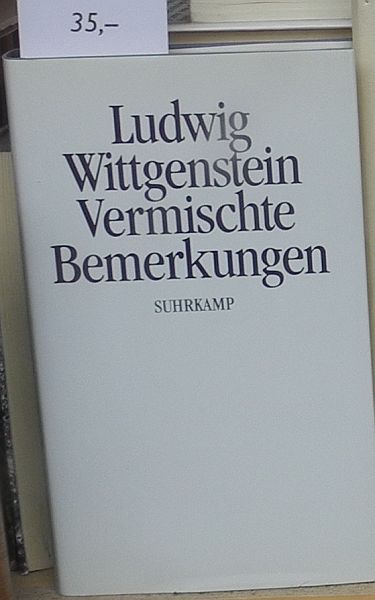 35,–
Ludwig
Wittgenstein
Vermischte
Bemerkungen
SUHRKAMP